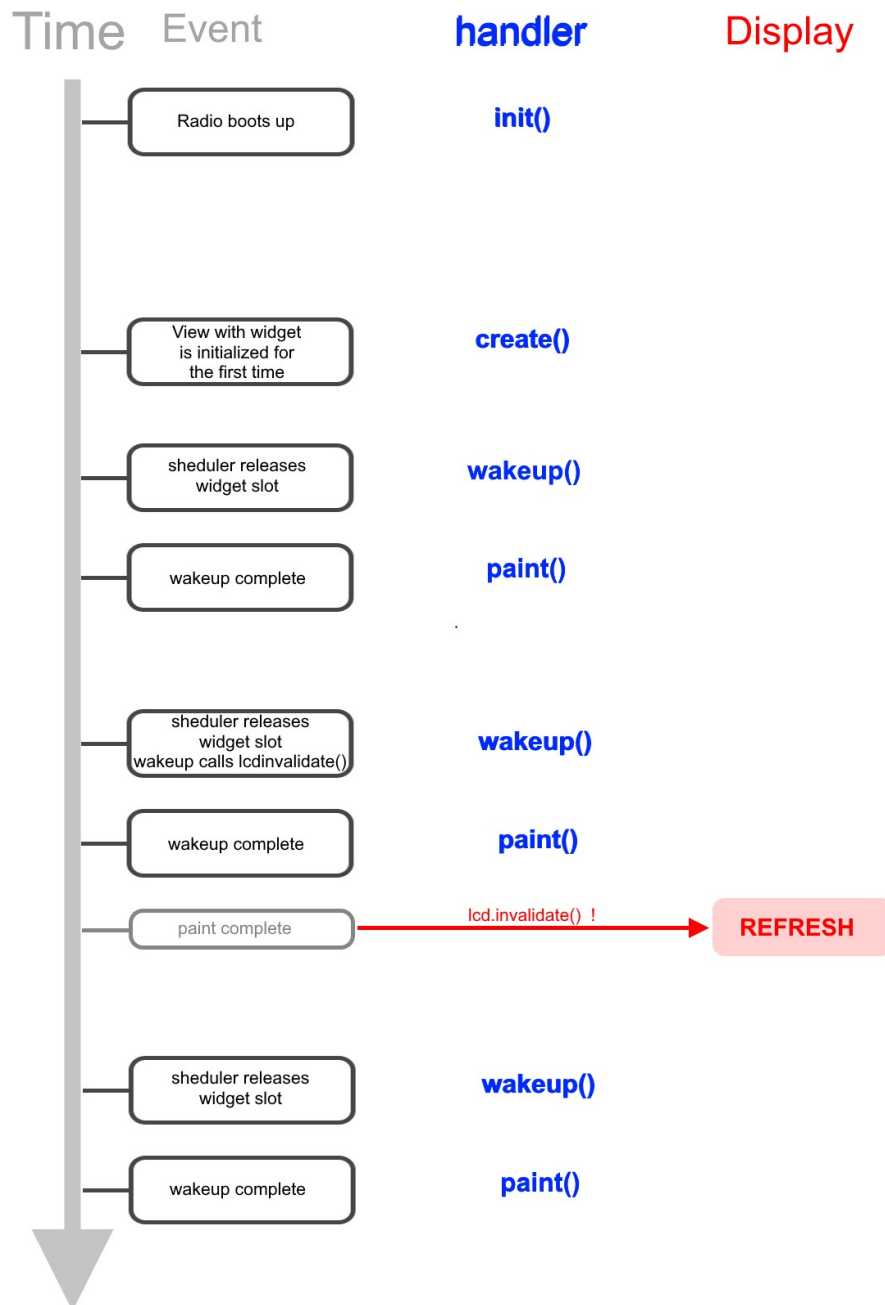 Time Event handler Display
Radio boots up
init()
View with widget
is initialized for
the first time
create()
sheduler releases
widget slot
wakeup()
wakeup complete
paint()
sheduler releases
widget slot
wakeup calls lcdinvalidate()
wakeup()
wakeup complete
paint()
paint complete
lcd.invalidate() !
REFRESH
sheduler releases
widget slot
wakeup()
wakeup complete
paint()